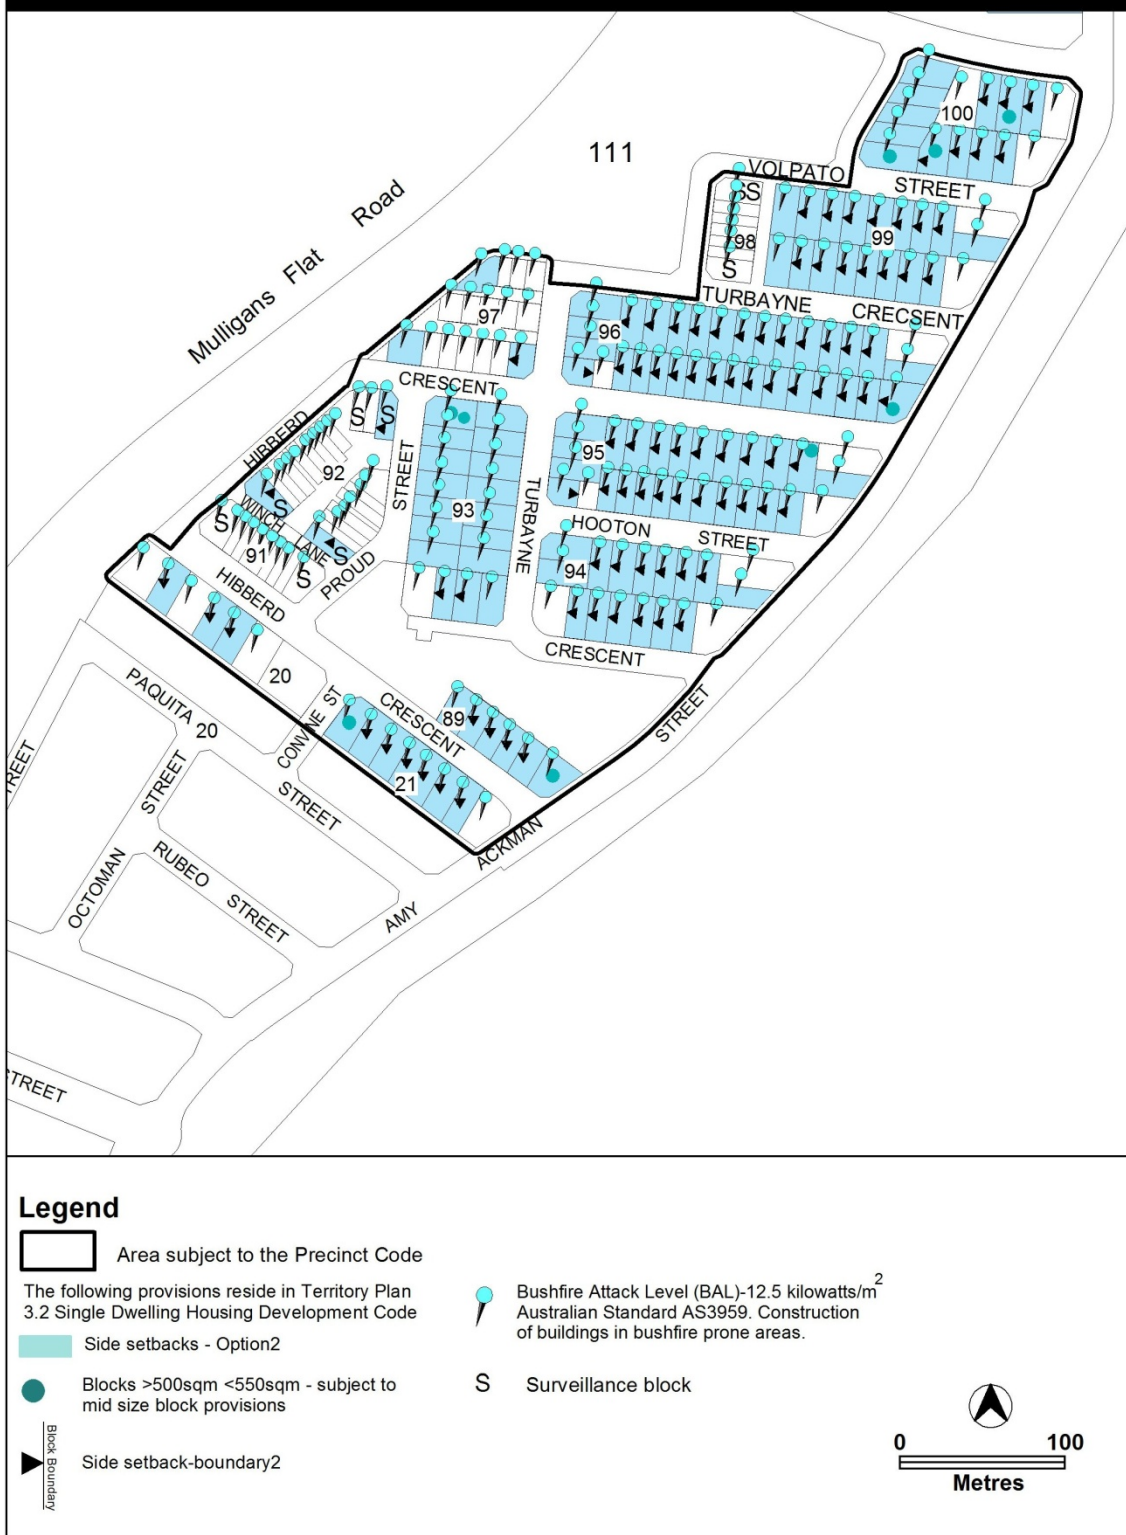 100
111
VOLPATO
STREET
SS
99
98
S
Mulligans Flat Road
TURBAYNE
CRECSENT
97
96
CRESCENT
S
S
HIBBERD
95
92
STREET
S
WINCH
LANE
S
93
TURBAYNE
HOOTON
STREET
91
S
S
PROUD
94
HIBBERD
CRESCENT
20
PAQUITA
20
CONVINE ST
CRESCENT
89
STREET
21
STREET
STREET
ACKMAN
OCTOMAN
RUBEO
STREET
AMY
TREET
STREET
Legend
Area subject to the Precinct Code
The following provisions reside in Territory Plan
3.2 Single Dwelling Housing Development Code
Side setbacks - Option2
Blocks >500sqm <550sqm - subject to
mid size block provisions
Block Boundary
Side setback-boundary2
Bushfire Attack Level (BAL)-12.5 kilowatts/m²
Australian Standard AS3959. Construction
of buildings in bushfire prone areas.
S Surveillance block
0 100
Metres